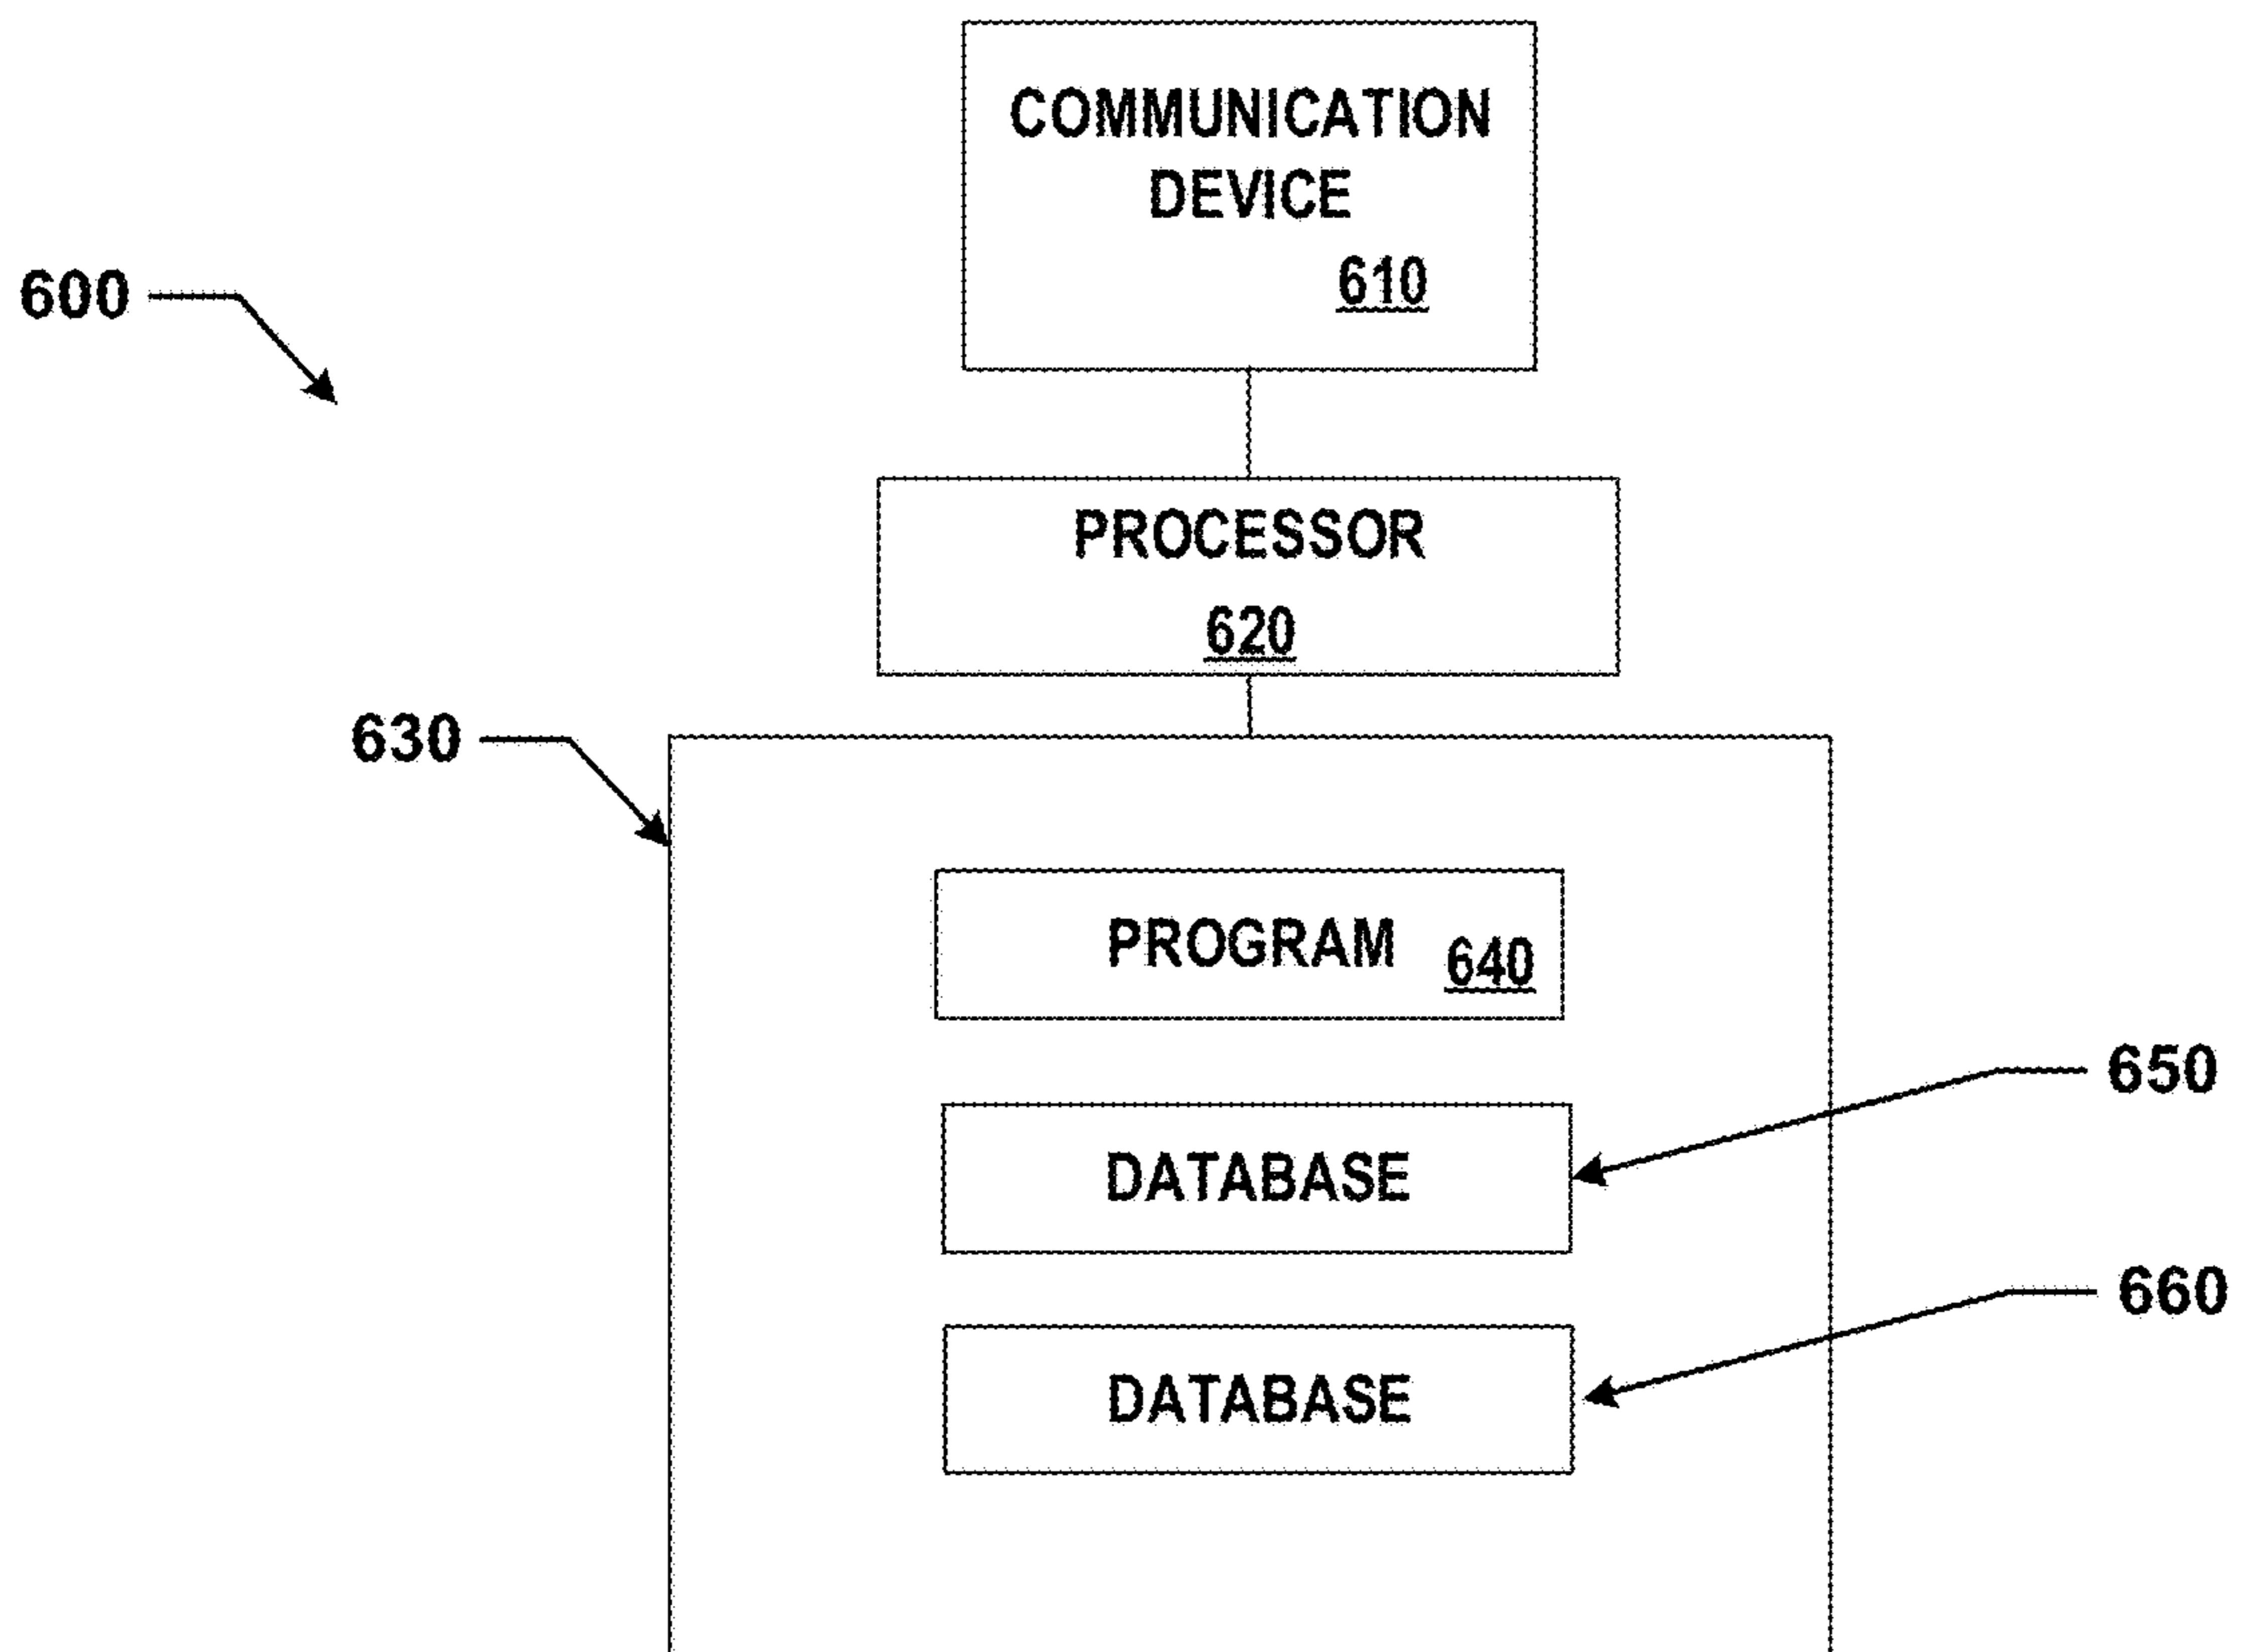 COMMUNICATION
DEVICE
610
600
PROCESSOR
620
630
PROGRAM 640
650
DATABASE
660
DATABASE